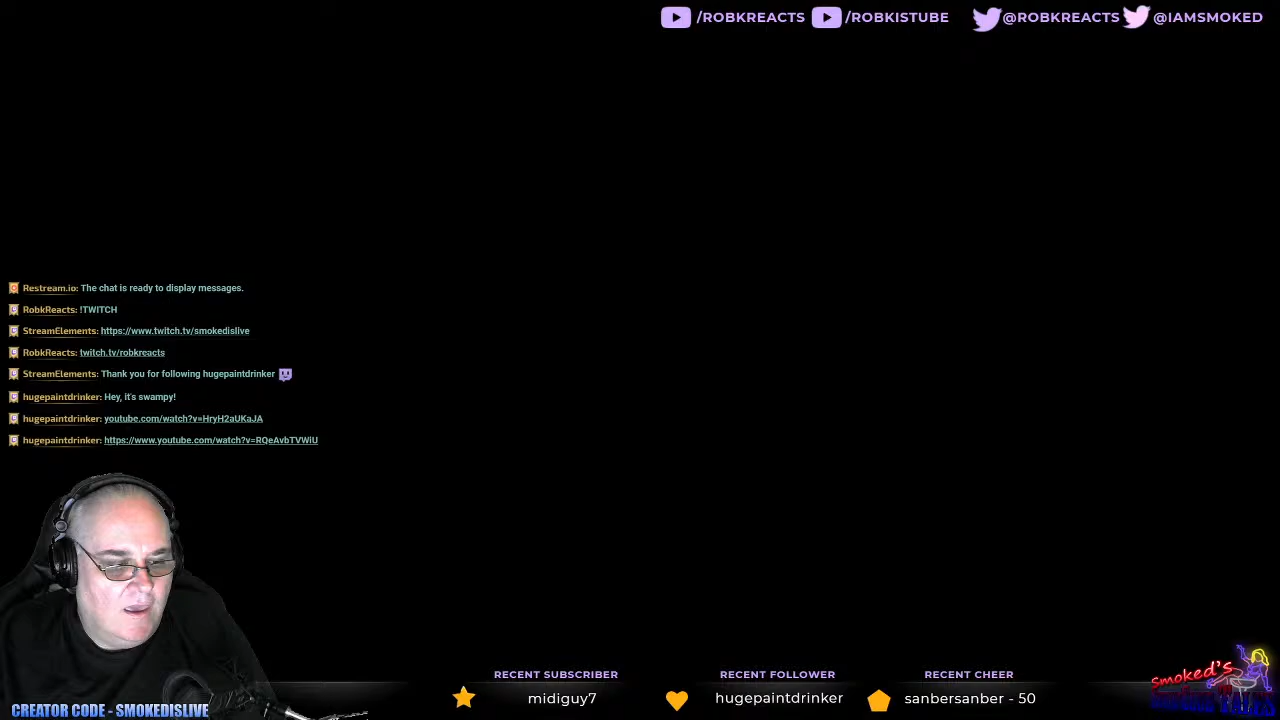 /ROBKREACTS /ROBKISTUBE @ROBKREACTS @IAMSMOKED
Restream.io: The chat is ready to display messages.
RobkReacts: !TWITCH
StreamElements: https://www.twitch.tv/smokedislive
RobkReacts: twitch.tv/robkreacts
StreamElements: Thank you for following hugepaintdrinker
hugepaintdrinker: Hey, it's swampy!
hugepaintdrinker: youtube.com/watch?v=HryH2aUKaJA
hugepaintdrinker: https://www.youtube.com/watch?v=RQeAvbTVWiU
RECENT SUBSCRIBER RECENT FOLLOWER RECENT CHEER
midiguy7 hugepaintdrinker sanbersanber - 50
Smoked's
CREATOR CODE - SMOKEDISLIVE